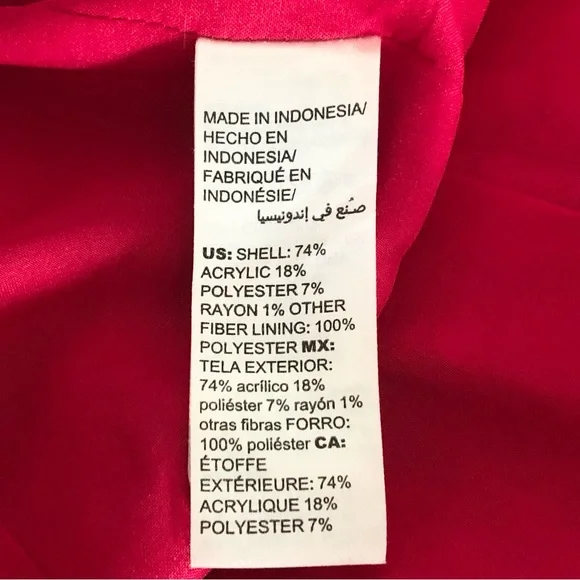 MADE IN INDONESIA/
HECHO EN
INDONESIA/
FABRIQUÉ EN
INDONÉSIE/
صُنع في إندونيسيا
US: SHELL: 74%
ACRYLIC 18%
POLYESTER 7%
RAYON 1% OTHER
FIBER LINING: 100%
POLYESTER MX:
TELA EXTERIOR:
74% acrílico 18%
poliéster 7% rayón 1%
otras fibras FORRO:
100% poliéster CA:
ÉTOFFE
EXTÉRIEURE: 74%
ACRYLIQUE 18%
POLYESTER 7%